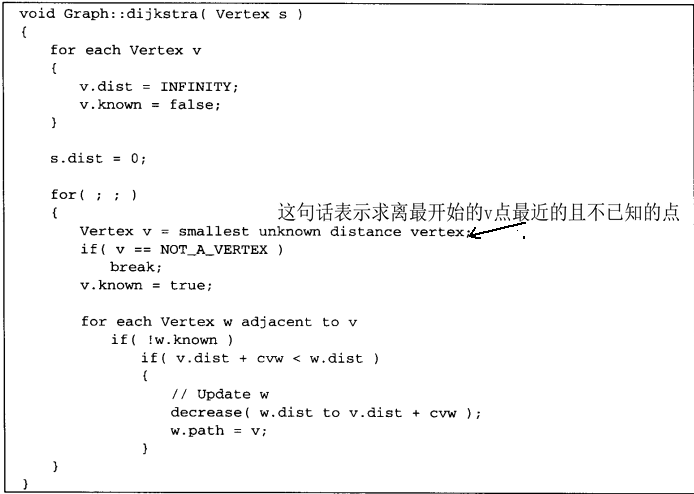 void Graph::dijkstra( Vertex s )
{
for each Vertex v
{
v.dist = INFINITY;
v.known = false;
}
s.dist = 0;
for( ; ; )
这句话表示求离最开始的v点最近的且不已知的点
{
Vertex v = smallest unknown distance vertex;
if( v == NOT_A_VERTEX )
break;
v.known = true;
for each Vertex w adjacent to v
if( !w.known )
if( v.dist + cvw < w.dist )
{
// Update w
decrease( w.dist to v.dist + cvw );
w.path = v;
}
}
}